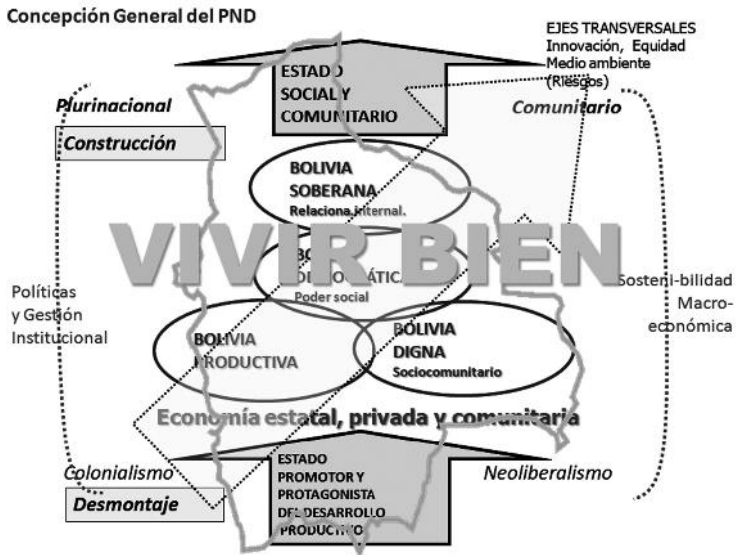 Concepción General del PND
EJES TRANSVERSALES
Innovación, Equidad
Medio ambiente
(Riesgos)
ESTADO
SOCIAL Y
COMUNITARIO
Plurinacional
Comunitario
Construcción
BOLIVIA
SOBERANA
Relaciona.internal.
VIVIR BIEN
Poder social
Políticas
y Gestión
Institucional
Sosteni-bilidad
Macro-
económica
BOLIVIA
PRODUCTIVA
BOLIVIA
DIGNA
Sociocomunitario
Economía estatal, privada y comunitaria
Colonialismo
Neoliberalismo
Desmontaje
ESTADO
PROMOTOR Y
PROTAGONISTA
DEL DESARROLLO
PRODUCTIVO